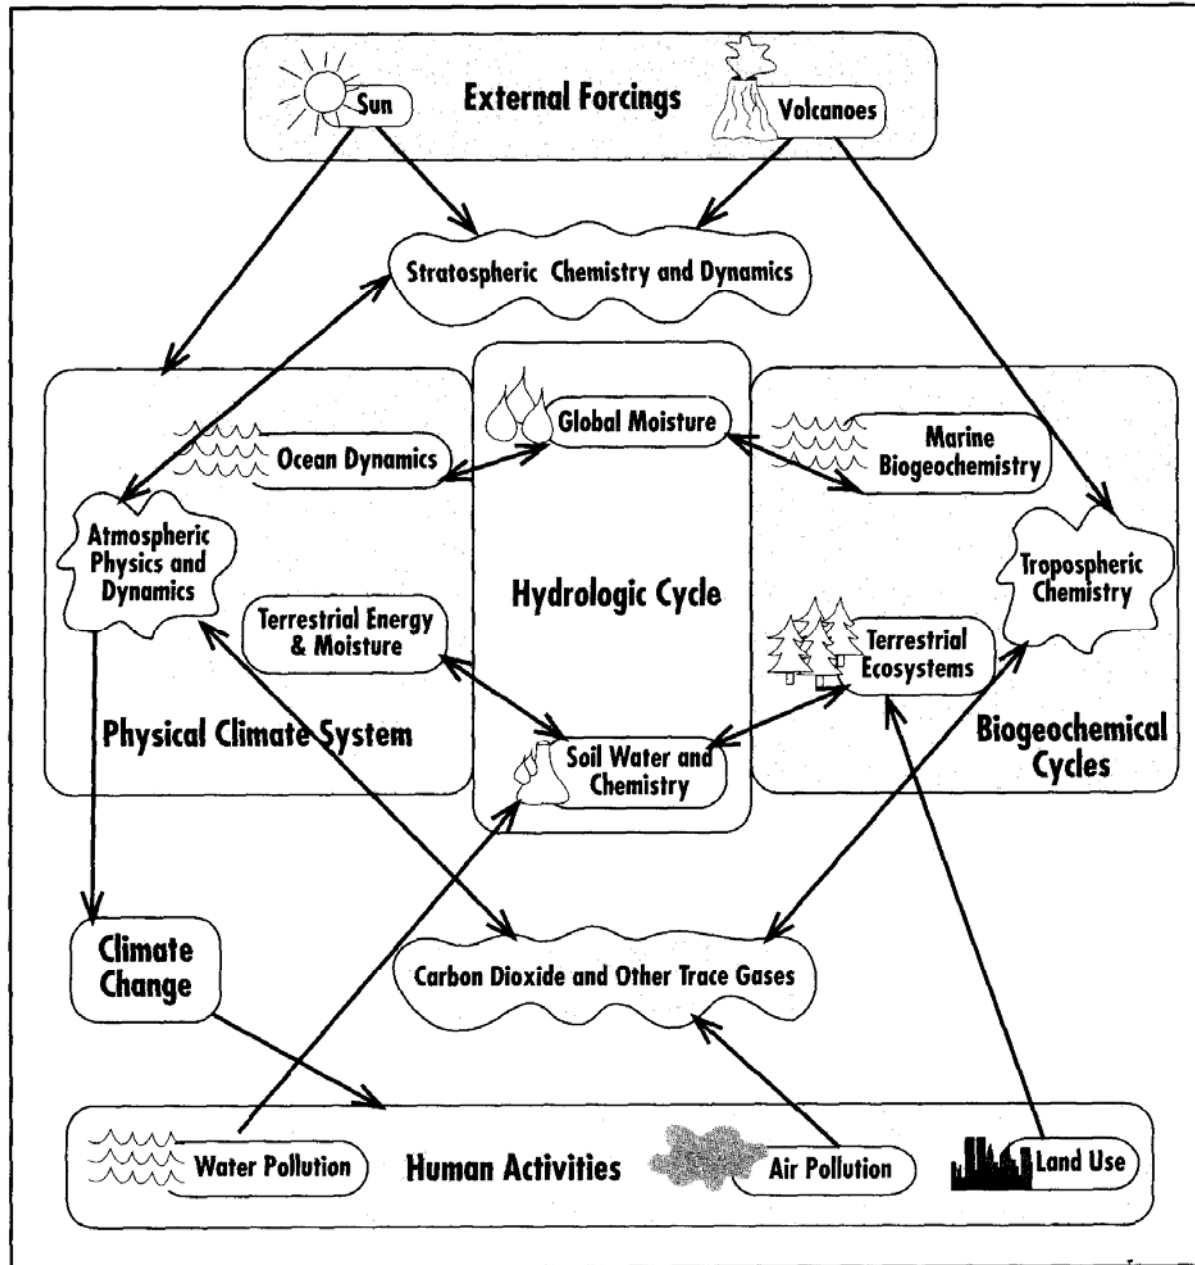 External Forcings
Sun
Volcanoes
Stratospheric Chemistry and Dynamics
Global Moisture
Ocean Dynamics
Marine
Biogeochemistry
Atmospheric
Physics and
Dynamics
Hydrologic Cycle
Tropospheric
Chemistry
Terrestrial Energy
& Moisture
Terrestrial
Ecosystems
Physical Climate System
Soil Water and
Chemistry
Biogeochemical
Cycles
Climate
Change
Carbon Dioxide and Other Trace Gases
Water Pollution
Human Activities
Air Pollution
Land Use